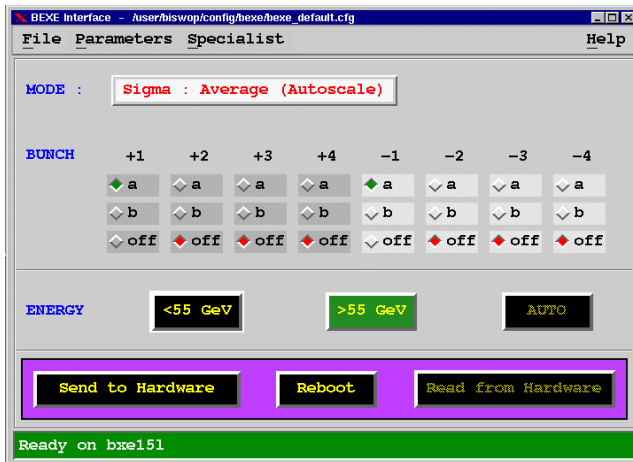 BEXE Interface - /user/biswop/config/bexe/bexe_default.cfg
File Parameters Specialist Help
MODE : Sigma : Average (Autoscale)
BUNCH +1 +2 +3 +4 -1 -2 -3 -4
a a a a a a a a
b b b b b b b b
off off off off off off off off
ENERGY <55 GeV >55 GeV AUTO
Send to Hardware Reboot Read from Hardware
Ready on bxe151